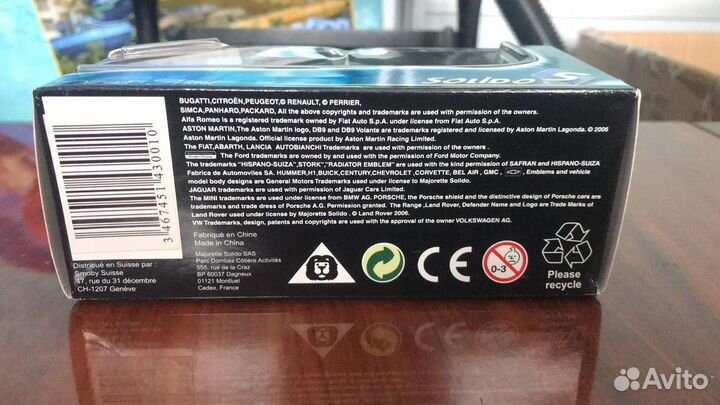 SOLIDO S
BUGATTI,CITROËN,PEUGEOT,© RENAULT, © PERRIER,
SIMCA,PANHARD,PACKARD, All the above copyrights and trademarks are used with permission of the owners.
Alfa Romeo is a registered trademark owned by Fiat Auto S.p.A. under license from Fiat Auto S.p.A.
ASTON MARTIN,The Aston Martin logo, DB9 and DB9 Volante are trademarks registered and licensed by Aston Martin Lagonda. © 2006
Aston Martin Lagonda. Official license product by Aston Martin Racing Limited.
The FIAT,ABARTH, LANCIA AUTOBIANCHI Trademarks are used with permission of the owners.
The Ford trademarks are owned by and used with permission of Ford Motor Company.
The trademarks "HISPANO-SUIZA",STORK","RADIATOR EMBLEM" are used with the kind permission of SAFRAN and HISPANO-SUIZA
Fabrica de Automoviles SA. HUMMER,H1,BUICK,CENTURY,CHEVROLET ,CORVETTE, BEL AIR , GMC, , Emblems and vehicle
model body designs are General Motors Trademarks used under license to Majorette Solido.
JAGUAR trademarks are used with permission of Jaguar Cars Limited.
The MINI trademarks are used under license from BMW AG. PORSCHE, the Porsche shield and the distinctive design of Porsche cars are
trademarks and trade dress of Porsche A.G. Permission granted. The Range ,Land Rover, Defender Name and Logo are Trade Marks of
Land Rover used under license by Majorette Solido . © Land Rover 2006.
VW Trademarks, design, patents and copyrights are used with the approval of the owner VOLKSWAGEN AG.
3 467451 430010
Fabriqué en Chine
Made in China
Majorette Solido SAS
Parc Dombes Côtière Activités
555, rue de la Craz
BP 60037 Dagneux
01121 Montluel
Cedex, France
Distribué en Suisse par :
Smoby Suisse
47, rue du 31 décembre
CH-1207 Genève
CE
0-3
Please
recycle
Avito